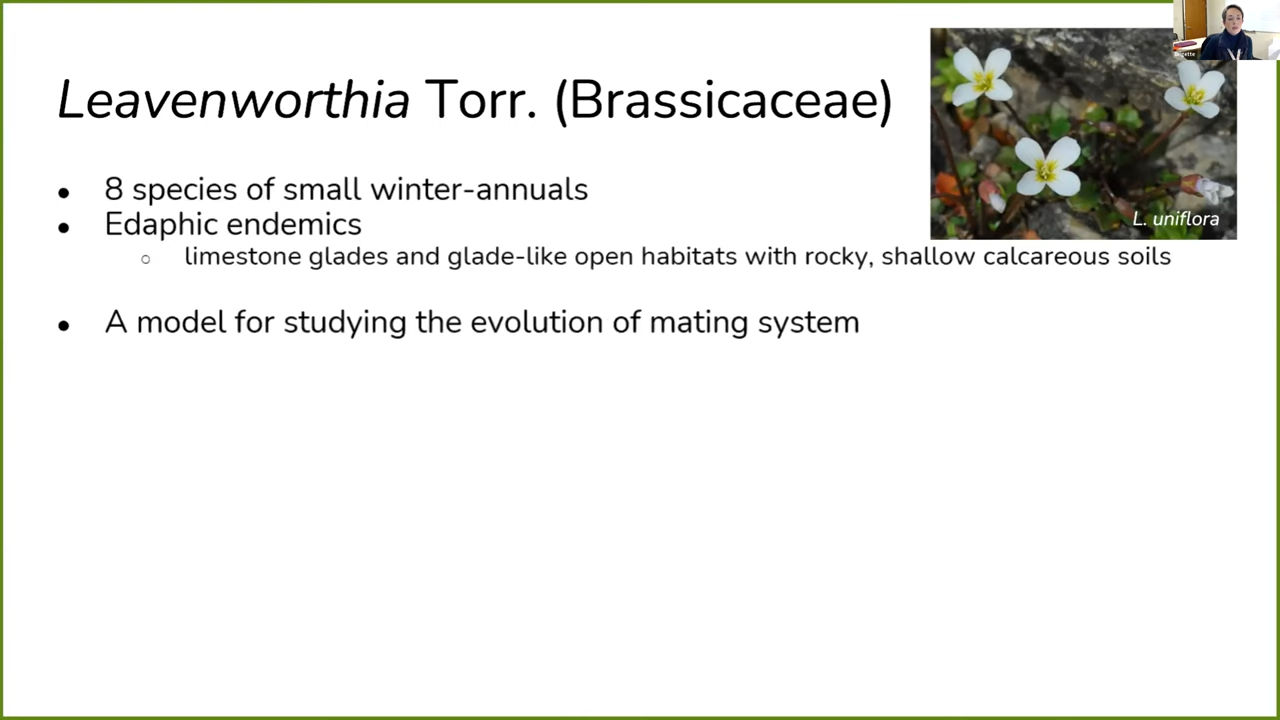 Leavenworthia Torr. (Brassicaceae)
● 8 species of small winter-annuals
● Edaphic endemics
○ limestone glades and glade-like open habitats with rocky, shallow calcareous soils
● A model for studying the evolution of mating system
L. uniflora